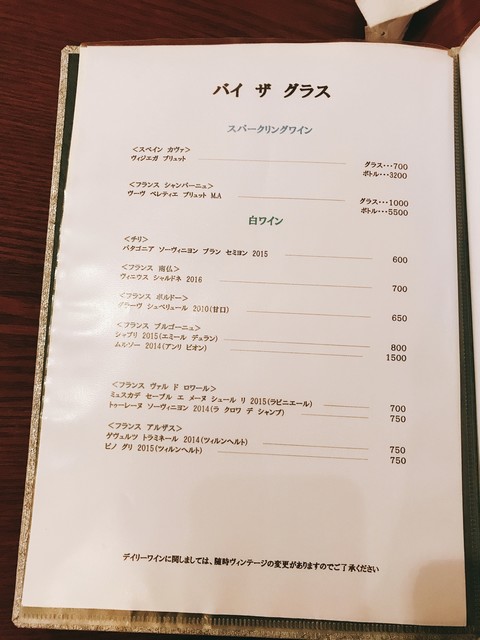 バイ ザ グラス
スパークリングワイン
<スペイン カヴァ>
ヴィジエガ ブリュット
グラス・・・700
ボトル・・・3200
<フランス シャンパーニュ>
ヴーヴ ペレティエ ブリュット M.A
グラス・・・1000
ボトル・・・5500
白ワイン
<チリ>
パタゴニア ソーヴィニヨン ブラン セミヨン 2015 600
<フランス 南仏>
ヴィニウス シャルドネ 2016 700
<フランス ボルドー>
グラーヴ シュペリュール 2010(甘口) 650
<フランス ブルゴーニュ>
シャブリ 2015(エミール デュラン) 800
ムルソー 2014(アンリ ビオン) 1500
<フランス ヴァル ド ロワール>
ミュスカデ セーブル エ メーヌ シュール リ 2015(ラビニエール) 700
トゥーレーヌ ソーヴィニヨン 2014(ラ クロワ デ シャンプ) 750
<フランス アルザス>
ゲヴュルツ トラミネール 2014(ツィルンヘルト) 750
ピノ グリ 2015(ツィルンヘルト) 750
デイリーワインに関しましては、随時ヴィンテージの変更がありますのでご了承ください